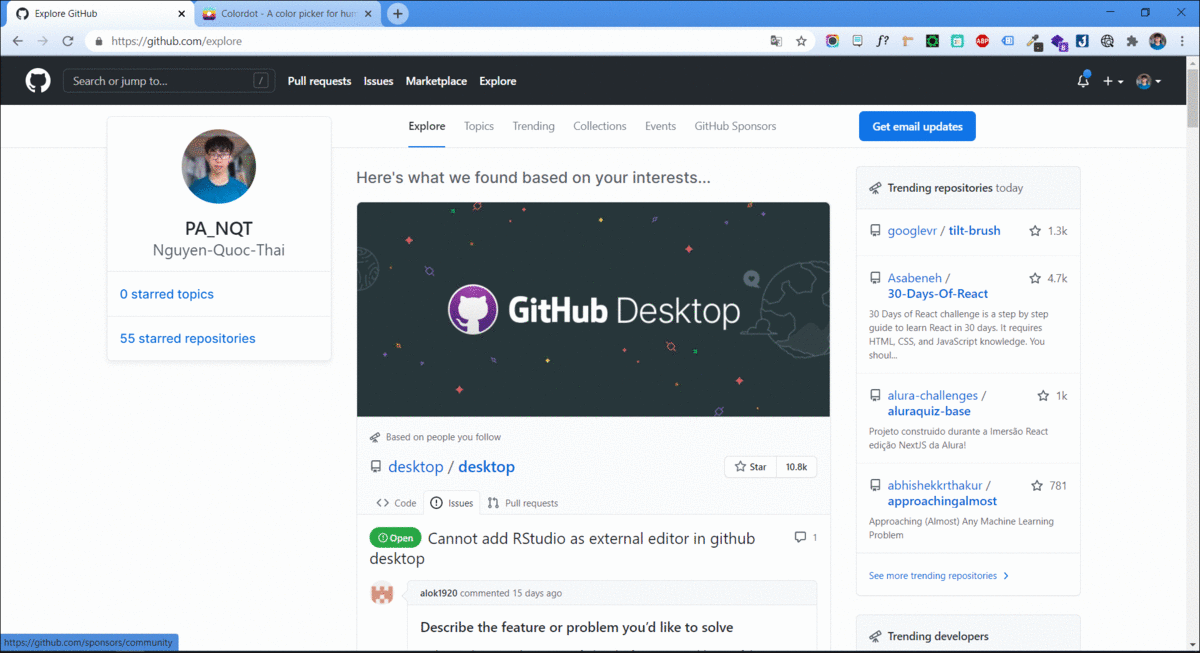 Explore GitHub
Colordot - A color picker for hum
https://github.com/explore
f?
ABP
8
Search or jump to...
/
Pull requests
Issues
Marketplace
Explore
PA_NQT
Nguyen-Quoc-Thai
0 starred topics
55 starred repositories
Explore
Topics
Trending
Collections
Events
GitHub Sponsors
Get email updates
Here's what we found based on your interests...
GitHub Desktop
Based on people you follow
desktop / desktop
Star
10.8k
Code
Issues
Pull requests
Open
Cannot add RStudio as external editor in github
desktop
1
alok1920 commented 15 days ago
Describe the feature or problem you'd like to solve
Trending repositories today
googlevr / tilt-brush
1.3k
Asabeneh /
30-Days-Of-React
4.7k
30 Days of React challenge is a step by step
guide to learn React in 30 days. It requires
HTML, CSS, and JavaScript knowledge. You
shoul...
alura-challenges /
aluraquiz-base
1k
Projeto construido durante a Imersão React
edição NextJS da Alura!
abhishekkrthakur /
approachingalmost
781
Approaching (Almost) Any Machine Learning
Problem
See more trending repositories
Trending developers
https://github.com/sponsors/community